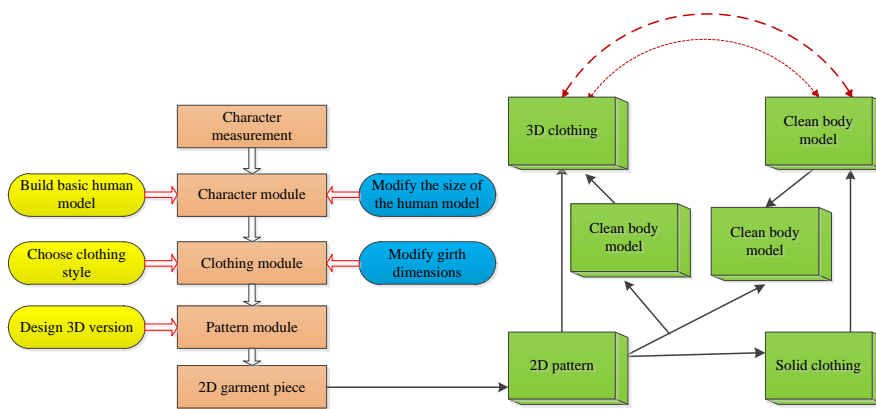 Character
measurement
Build basic human
model
Character module
Modify the size of
the human model
Choose clothing
style
Clothing module
Modify girth
dimensions
Design 3D version
Pattern module
2D garment piece
3D clothing
Clean body
model
Clean body
model
Clean body
model
2D pattern
Solid clothing